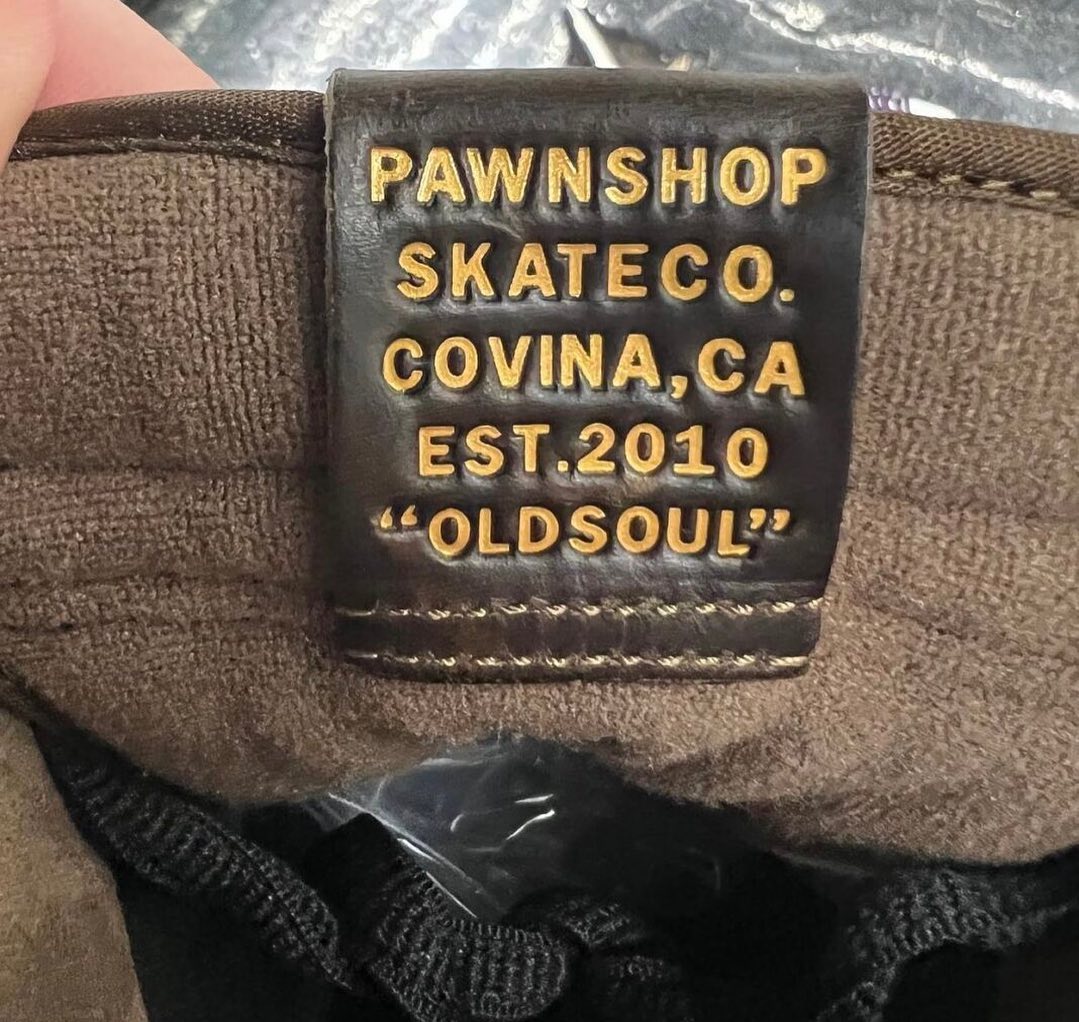 PAWNSHOP
SKATECO.
COVINA,CA
EST.2010
“OLDSOUL”